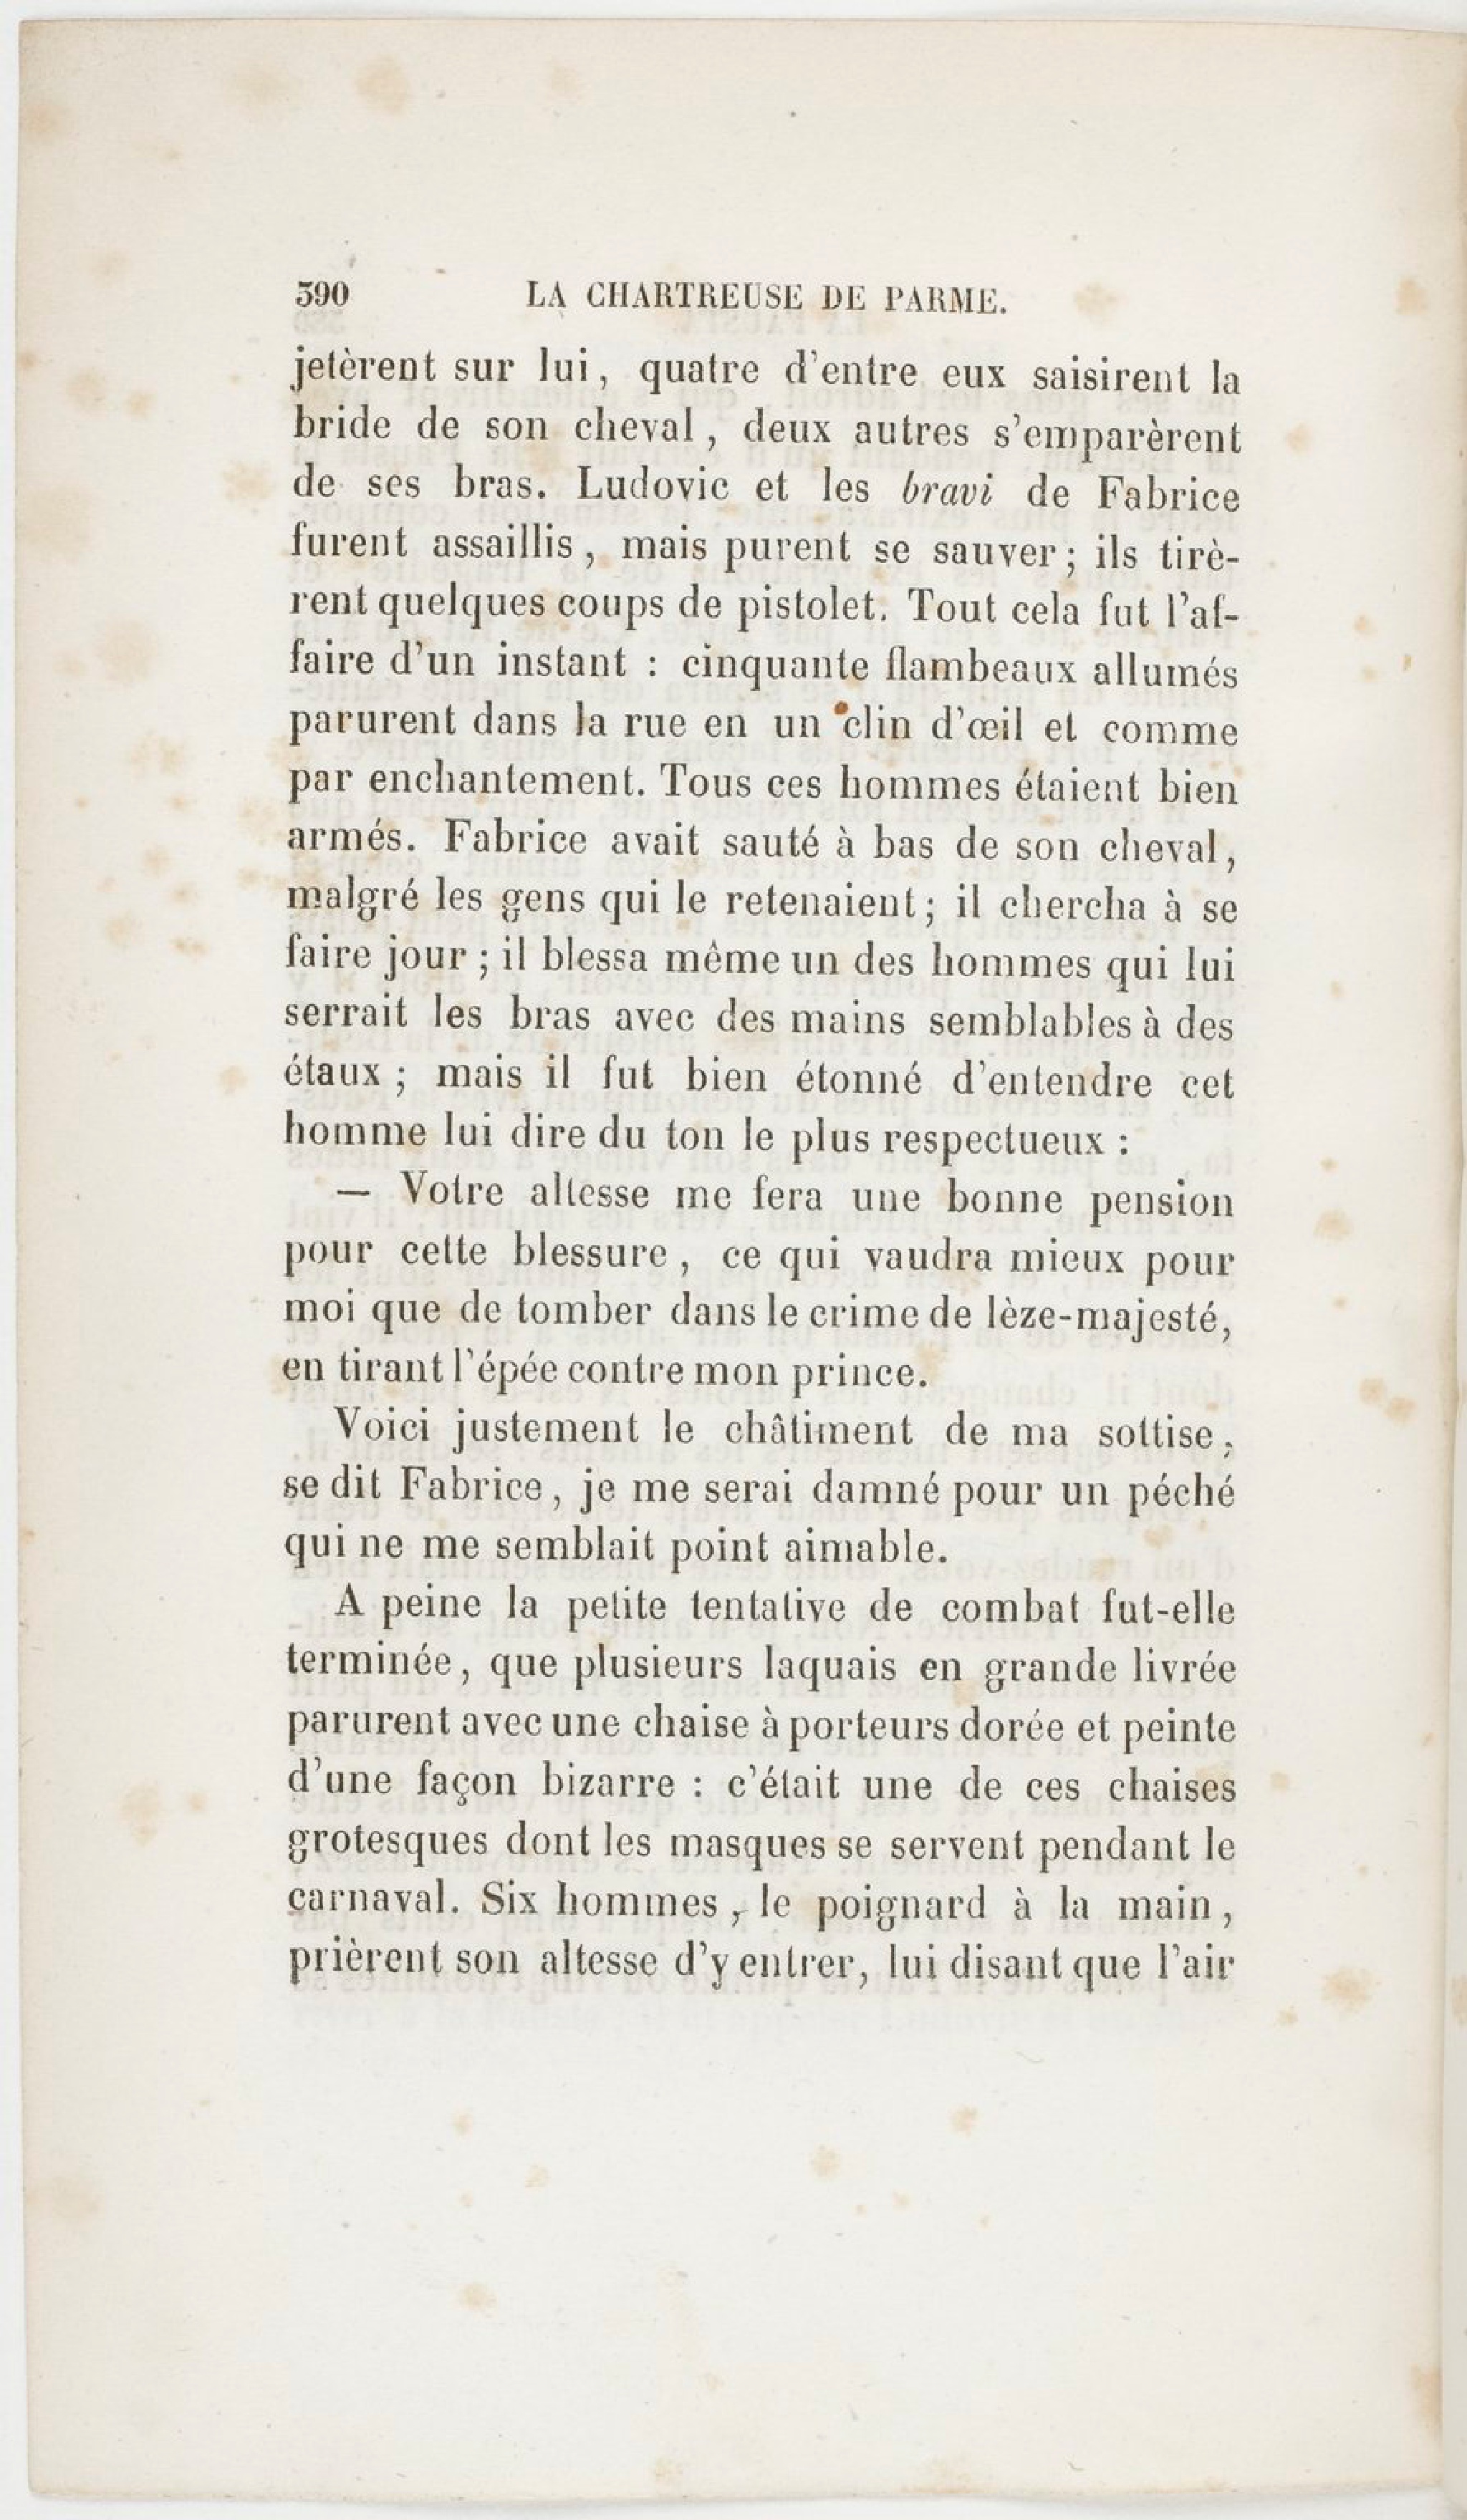 390 LA CHARTREUSE DE PARME.
jetèrent sur lui, quatre d'entre eux saisirent la
bride de son cheval, deux autres s'emparèrent
de ses bras. Ludovic et les bravi de Fabrice
furent assaillis, mais purent se sauver; ils tirè-
rent quelques coups de pistolet. Tout cela fut l'af-
faire d'un instant : cinquante flambeaux allumés
parurent dans la rue en un clin d'œil et comme
par enchantement. Tous ces hommes étaient bien
armés. Fabrice avait sauté à bas de son cheval,
malgré les gens qui le retenaient; il chercha à se
faire jour ; il blessa même un des hommes qui lui
serrait les bras avec des mains semblables à des
étaux ; mais il fut bien étonné d'entendre cet
homme lui dire du ton le plus respectueux :
— Votre altesse me fera une bonne pension
pour cette blessure, ce qui vaudra mieux pour
moi que de tomber dans le crime de lèze-majesté,
en tirant l'épée contre mon prince.
Voici justement le châtiment de ma sottise,
se dit Fabrice, je me serai damné pour un péché
qui ne me semblait point aimable.
A peine la petite tentative de combat fut-elle
terminée, que plusieurs laquais en grande livrée
parurent avec une chaise à porteurs dorée et peinte
d'une façon bizarre : c'était une de ces chaises
grotesques dont les masques se servent pendant le
carnaval. Six hommes, le poignard à la main,
prièrent son altesse d'y entrer, lui disant que l'air